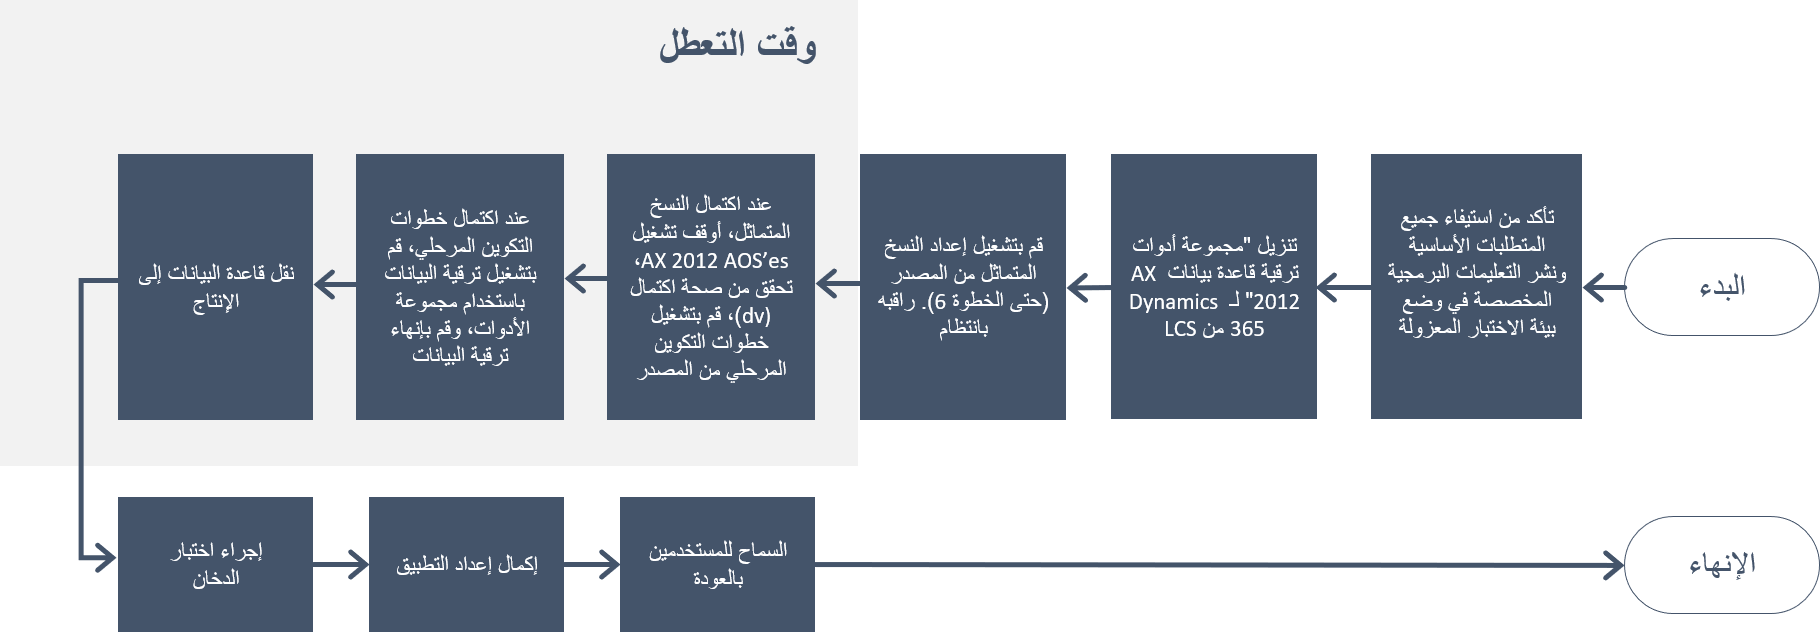 وقت التعطل
البدء
تأكد من استيفاء جميع
المتطلبات الأساسية
ونشر التعليمات البرمجية
المخصصة في وضع
بيئة الاختبار المعزولة
تنزيل "مجموعة أدوات
ترقية قاعدة بيانات AX
2012" لـ Dynamics
365 من LCS
قم بتشغيل إعداد النسخ
المتماثل من المصدر
(حتى الخطوة 6). راقبه
بانتظام
عند اكتمال النسخ
المتماثل، أوقف تشغيل
AX 2012 AOS’es،
تحقق من صحة اكتمال
(dv)، قم بتشغيل
خطوات التكوين
المرحلي من المصدر
عند اكتمال خطوات
التكوين المرحلي، قم
بتشغيل ترقية البيانات
باستخدام مجموعة
الأدوات، وقم بإنهاء
ترقية البيانات
نقل قاعدة البيانات إلى
الإنتاج
إجراء اختبار
الدخان
إكمال إعداد التطبيق
السماح للمستخدمين
بالعودة
الإنهاء